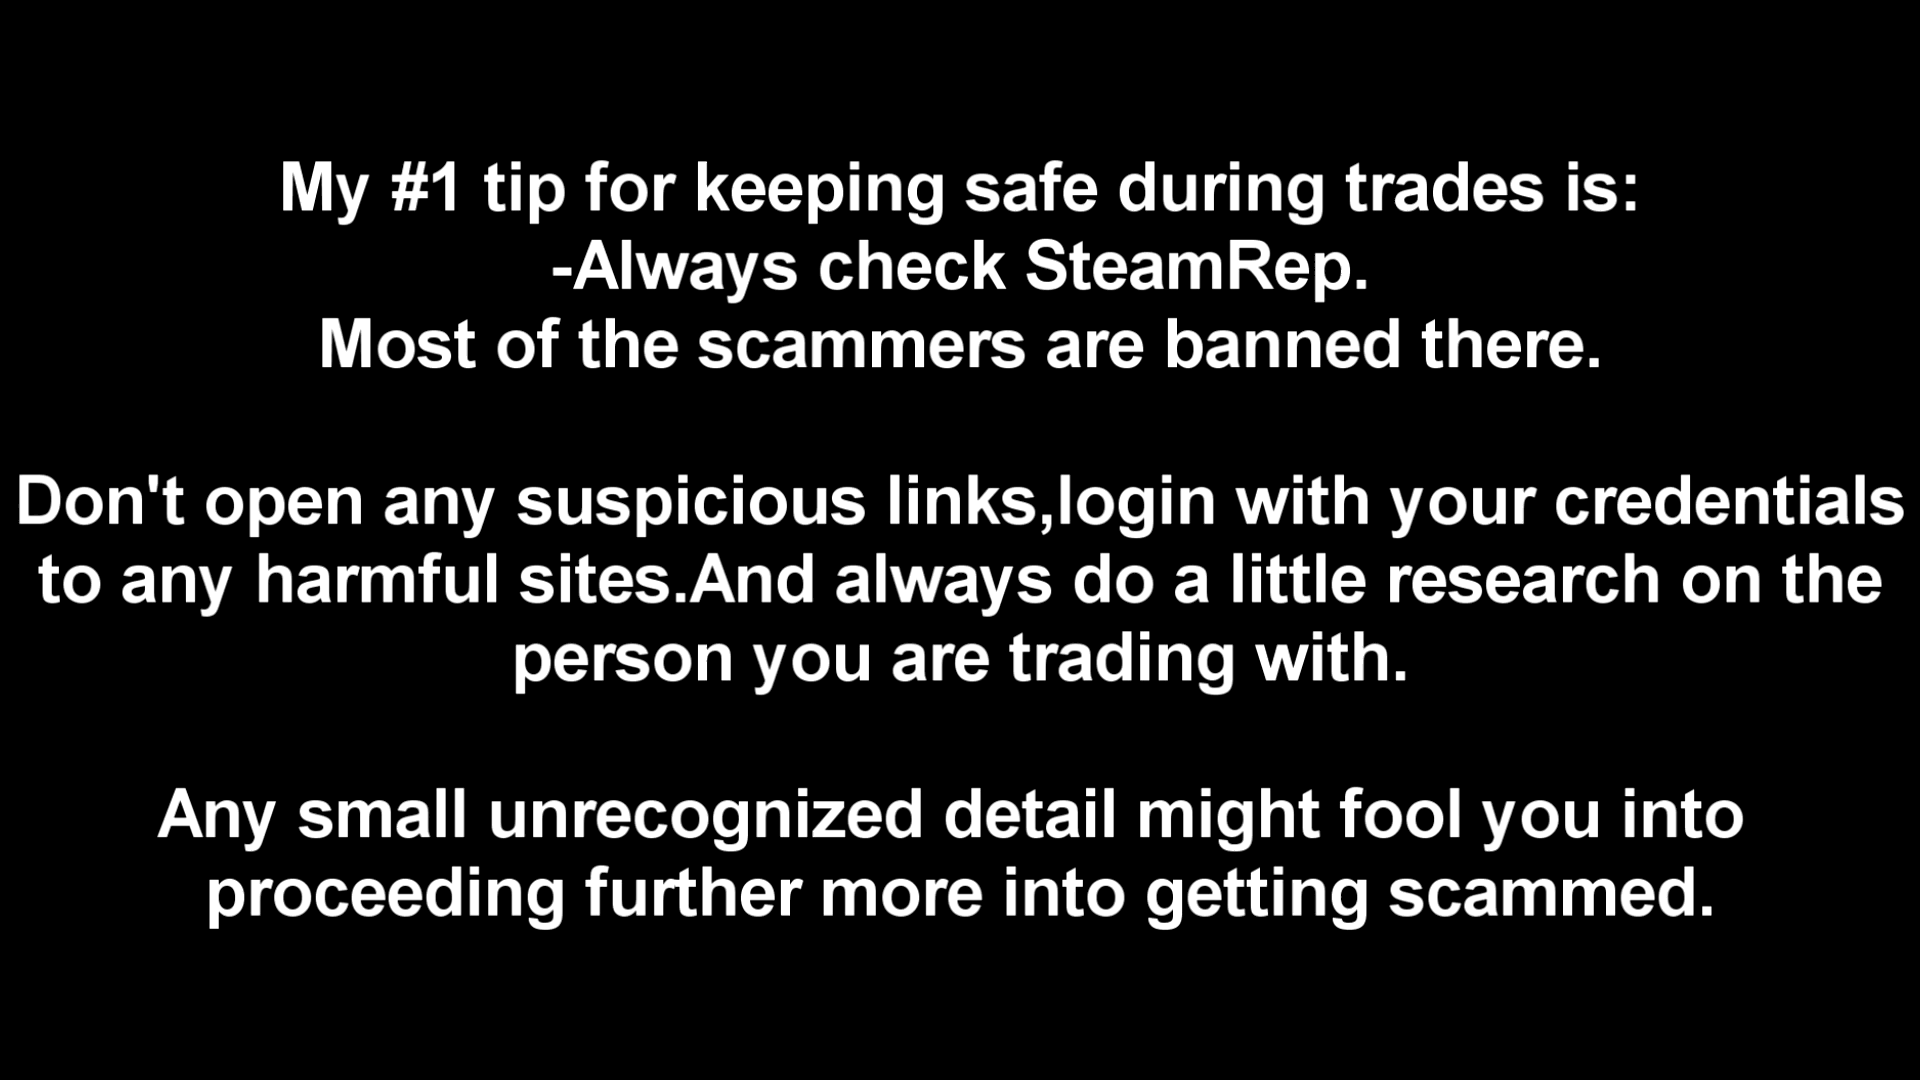 My #1 tip for keeping safe during trades is:
-Always check SteamRep.
Most of the scammers are banned there.
Don't open any suspicious links,login with your credentials
to any harmful sites.And always do a little research on the
person you are trading with.
Any small unrecognized detail might fool you into
proceeding further more into getting scammed.